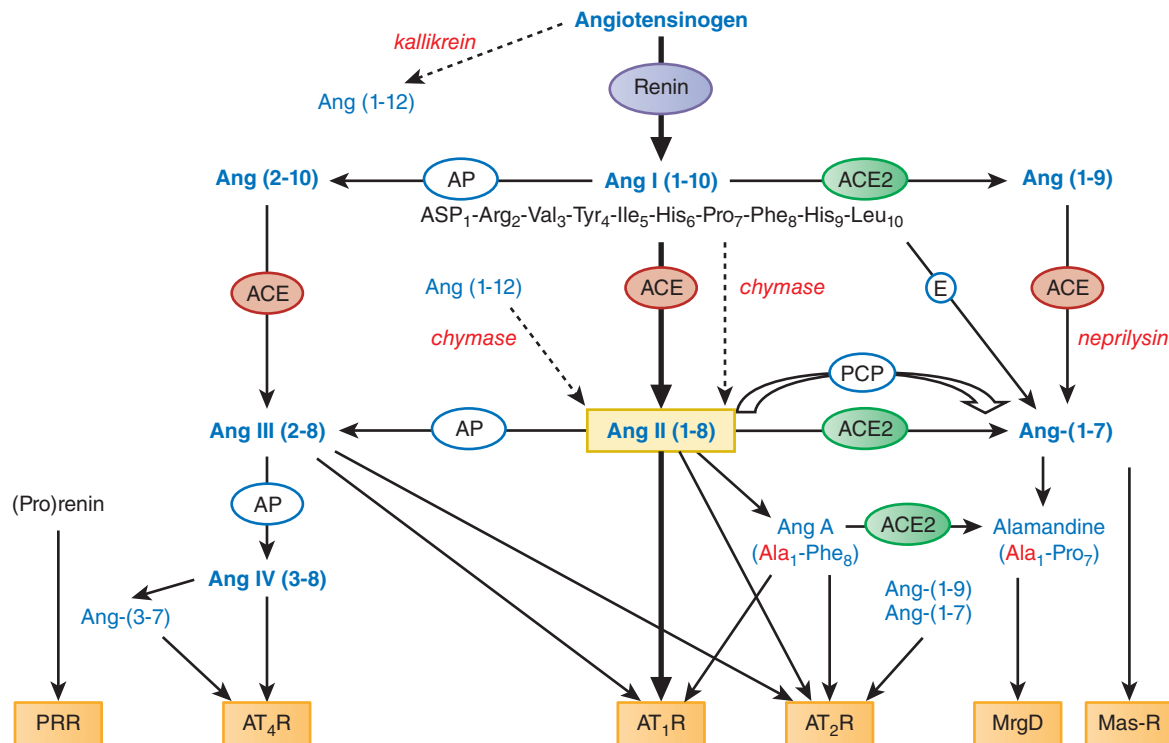 Angiotensinogen
kallikrein
Renin
Ang (1-12)
Ang (2-10)
AP
Ang I (1-10)
ACE2
Ang (1-9)
ASP₁-Arg₂-Val₃-Tyr₄-Ile₅-His₆-Pro₇-Phe₈-His₉-Leu₁₀
ACE
Ang (1-12)
ACE
chymase
E
ACE
chymase
neprilysin
PCP
Ang III (2-8)
AP
Ang II (1-8)
ACE2
Ang-(1-7)
(Pro)renin
AP
Ang A
(Ala₁-Phe₈)
ACE2
Alamandine
(Ala₁-Pro₇)
Ang IV (3-8)
Ang-(3-7)
Ang-(1-9)
Ang-(1-7)
PRR
AT₄R
AT₁R
AT₂R
MrgD
Mas-R